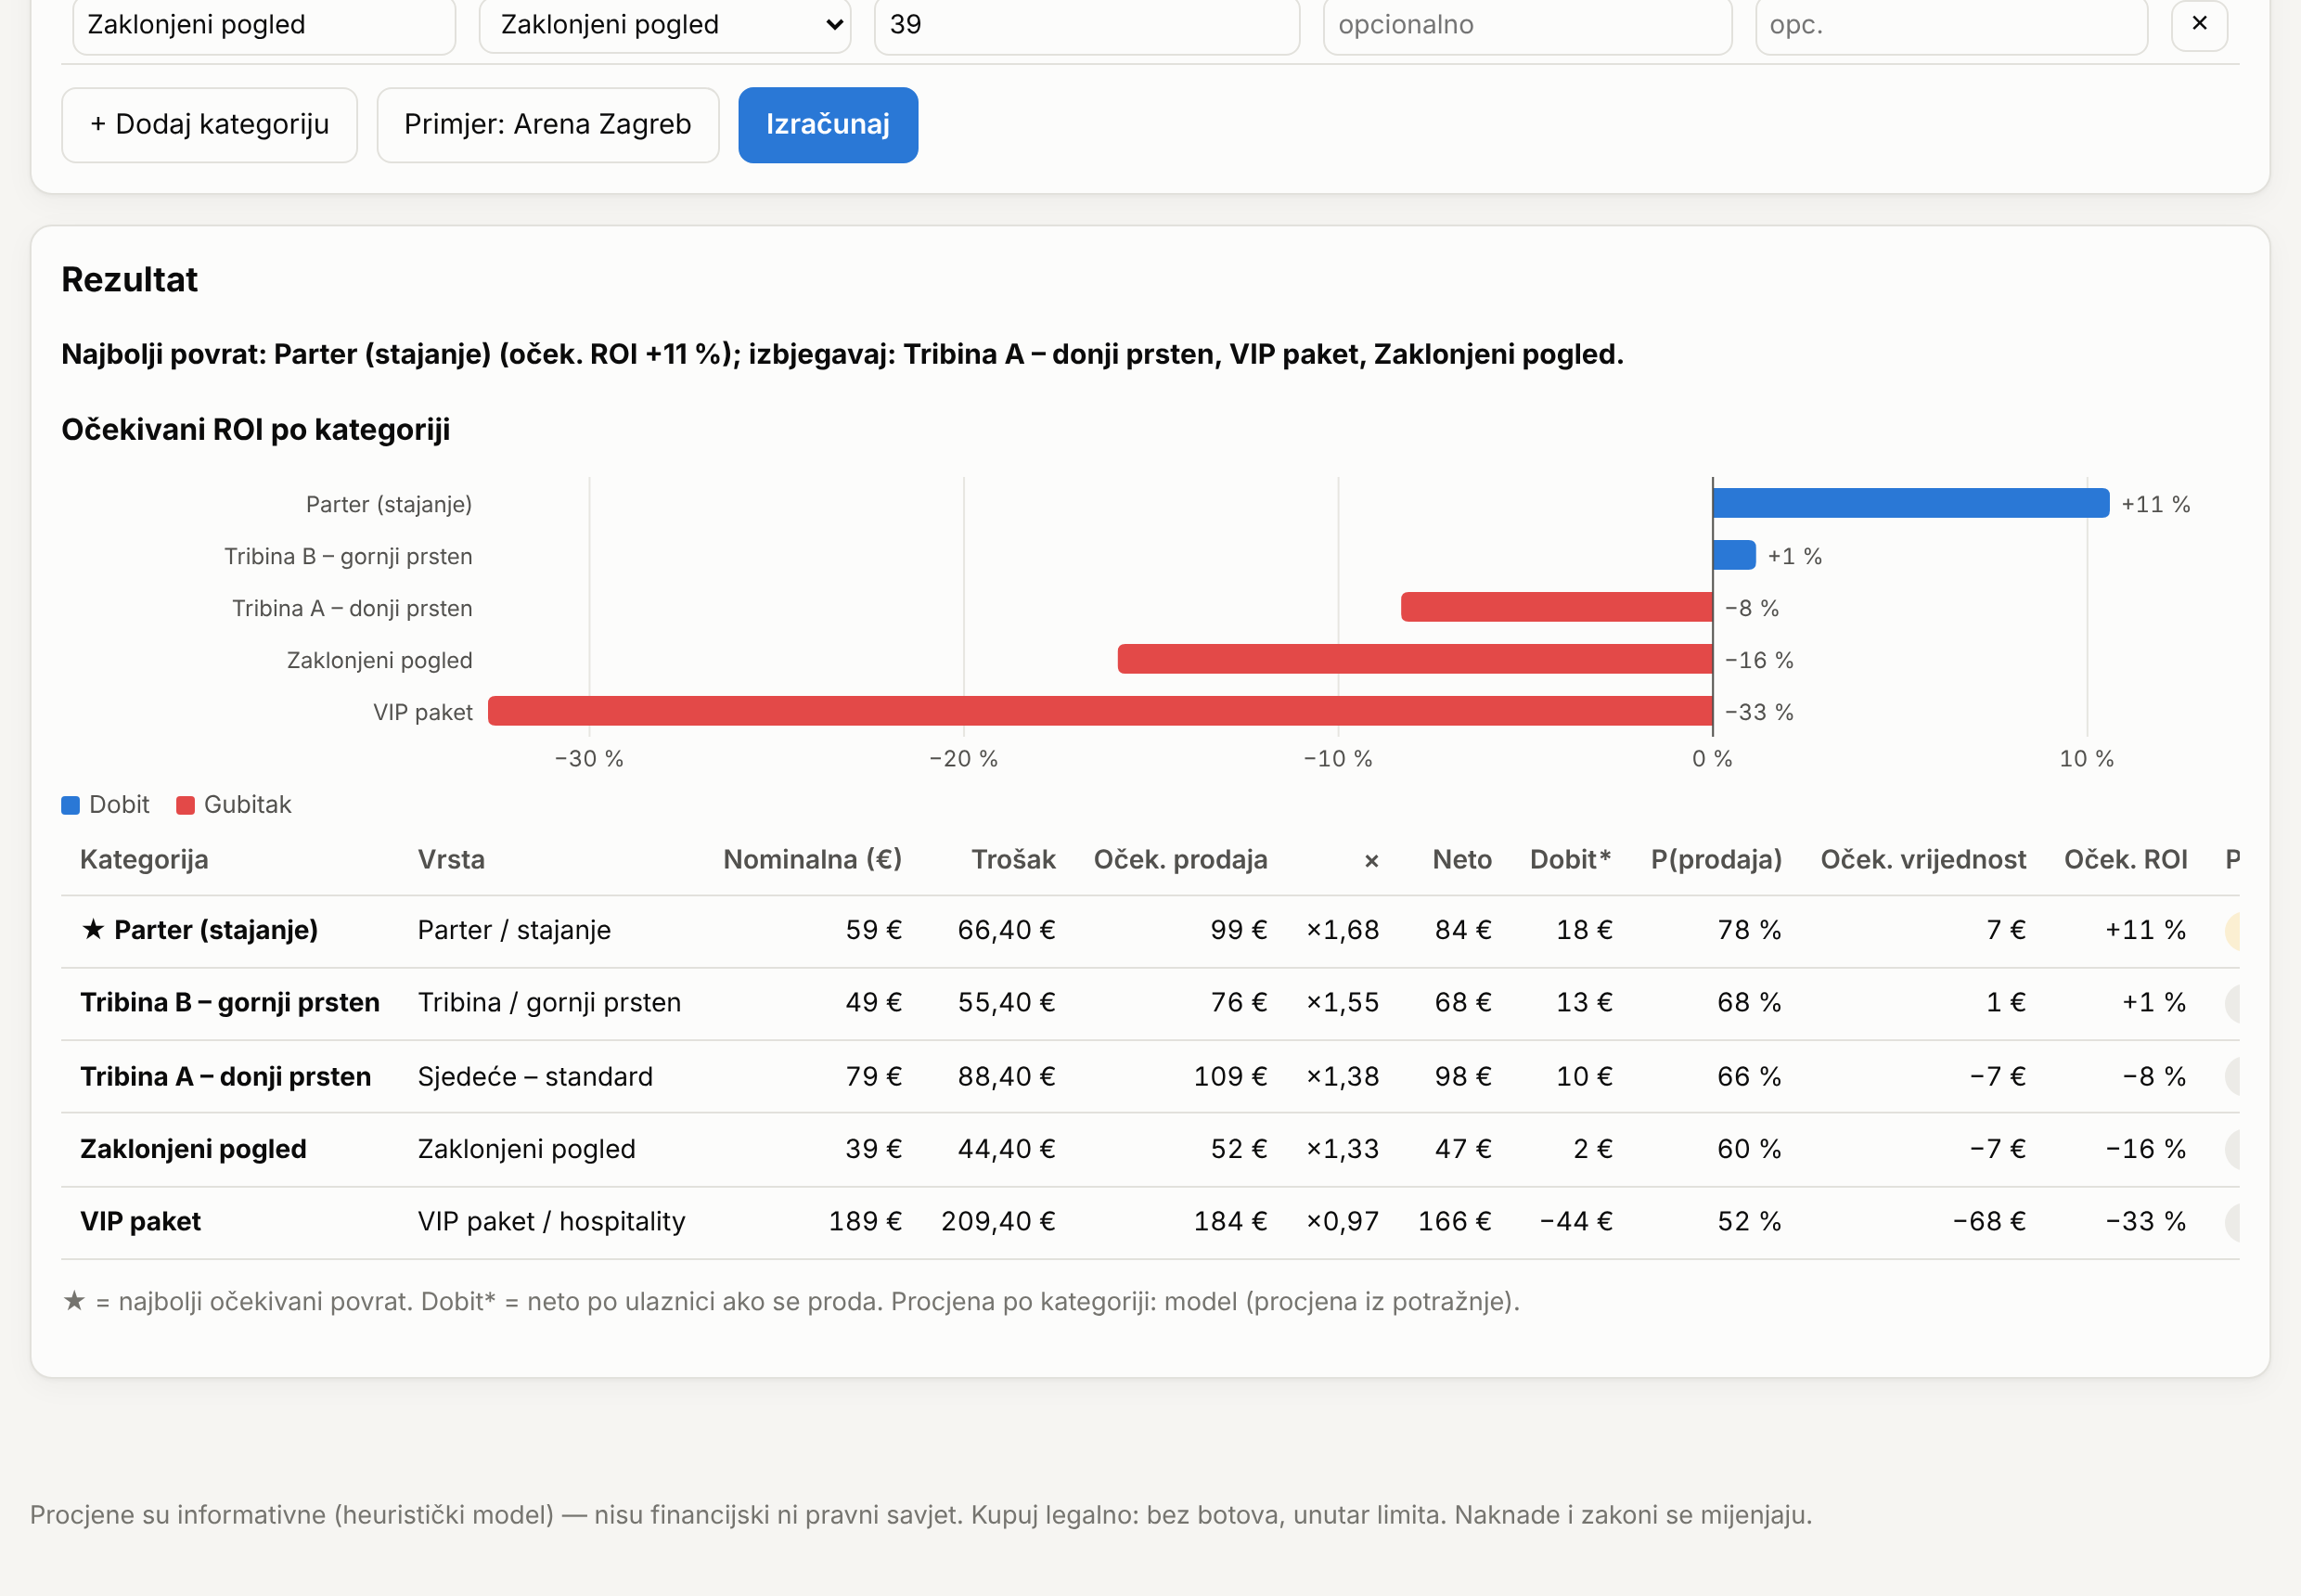 Zaklonjeni pogled Zaklonjeni pogled 39 opcionalno opc. ×
+ Dodaj kategoriju Primjer: Arena Zagreb Izračunaj
Rezultat
Najbolji povrat: Parter (stajanje) (oček. ROI +11 %); izbjegavaj: Tribina A – donji prsten, VIP paket, Zaklonjeni pogled.
Očekivani ROI po kategoriji
Parter (stajanje) +11 %
Tribina B – gornji prsten +1 %
Tribina A – donji prsten −8 %
Zaklonjeni pogled −16 %
VIP paket −33 %
−30 % −20 % −10 % 0 % 10 %
Dobit Gubitak
Kategorija Vrsta Nominalna (€) Trošak Oček. prodaja × Neto Dobit* P(prodaja) Oček. vrijednost Oček. ROI
★ Parter (stajanje) Parter / stajanje 59 € 66,40 € 99 € ×1,68 84 € 18 € 78 % 7 € +11 %
Tribina B – gornji prsten Tribina / gornji prsten 49 € 55,40 € 76 € ×1,55 68 € 13 € 68 % 1 € +1 %
Tribina A – donji prsten Sjedeće – standard 79 € 88,40 € 109 € ×1,38 98 € 10 € 66 % −7 € −8 %
Zaklonjeni pogled Zaklonjeni pogled 39 € 44,40 € 52 € ×1,33 47 € 2 € 60 % −7 € −16 %
VIP paket VIP paket / hospitality 189 € 209,40 € 184 € ×0,97 166 € −44 € 52 % −68 € −33 %
★ = najbolji očekivani povrat. Dobit* = neto po ulaznici ako se proda. Procjena po kategoriji: model (procjena iz potražnje).
Procjene su informativne (heuristički model) — nisu financijski ni pravni savjet. Kupuj legalno: bez botova, unutar limita. Naknade i zakoni se mijenjaju.